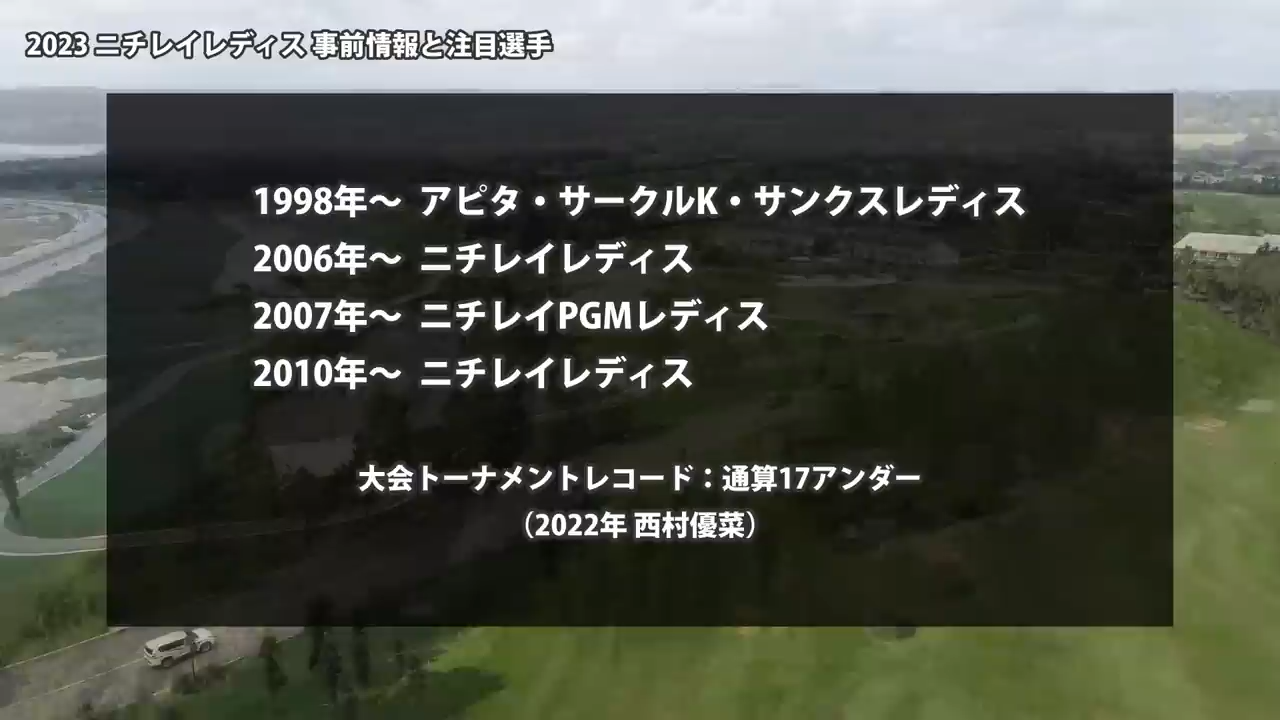 2023 ニチレイレディス 事前情報と注目選手
1998年～ アピタ・サークルK・サンクスレディス
2006年～ ニチレイレディス
2007年～ ニチレイPGMレディス
2010年～ ニチレイレディス
大会トーナメントレコード：通算17アンダー
（2022年 西村優菜）